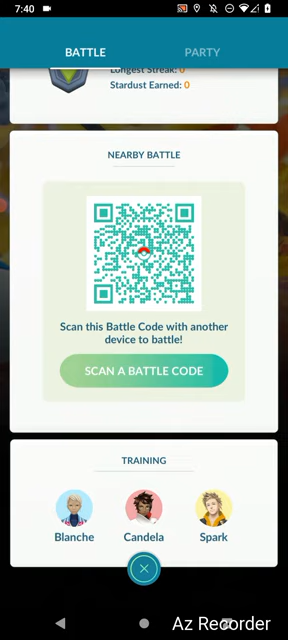 7:40
BATTLE
PARTY
Longest Streak: 0
Stardust Earned: 0
NEARBY BATTLE
Scan this Battle Code with another
device to battle!
SCAN A BATTLE CODE
TRAINING
Blanche
Candela
Spark
Az Recorder